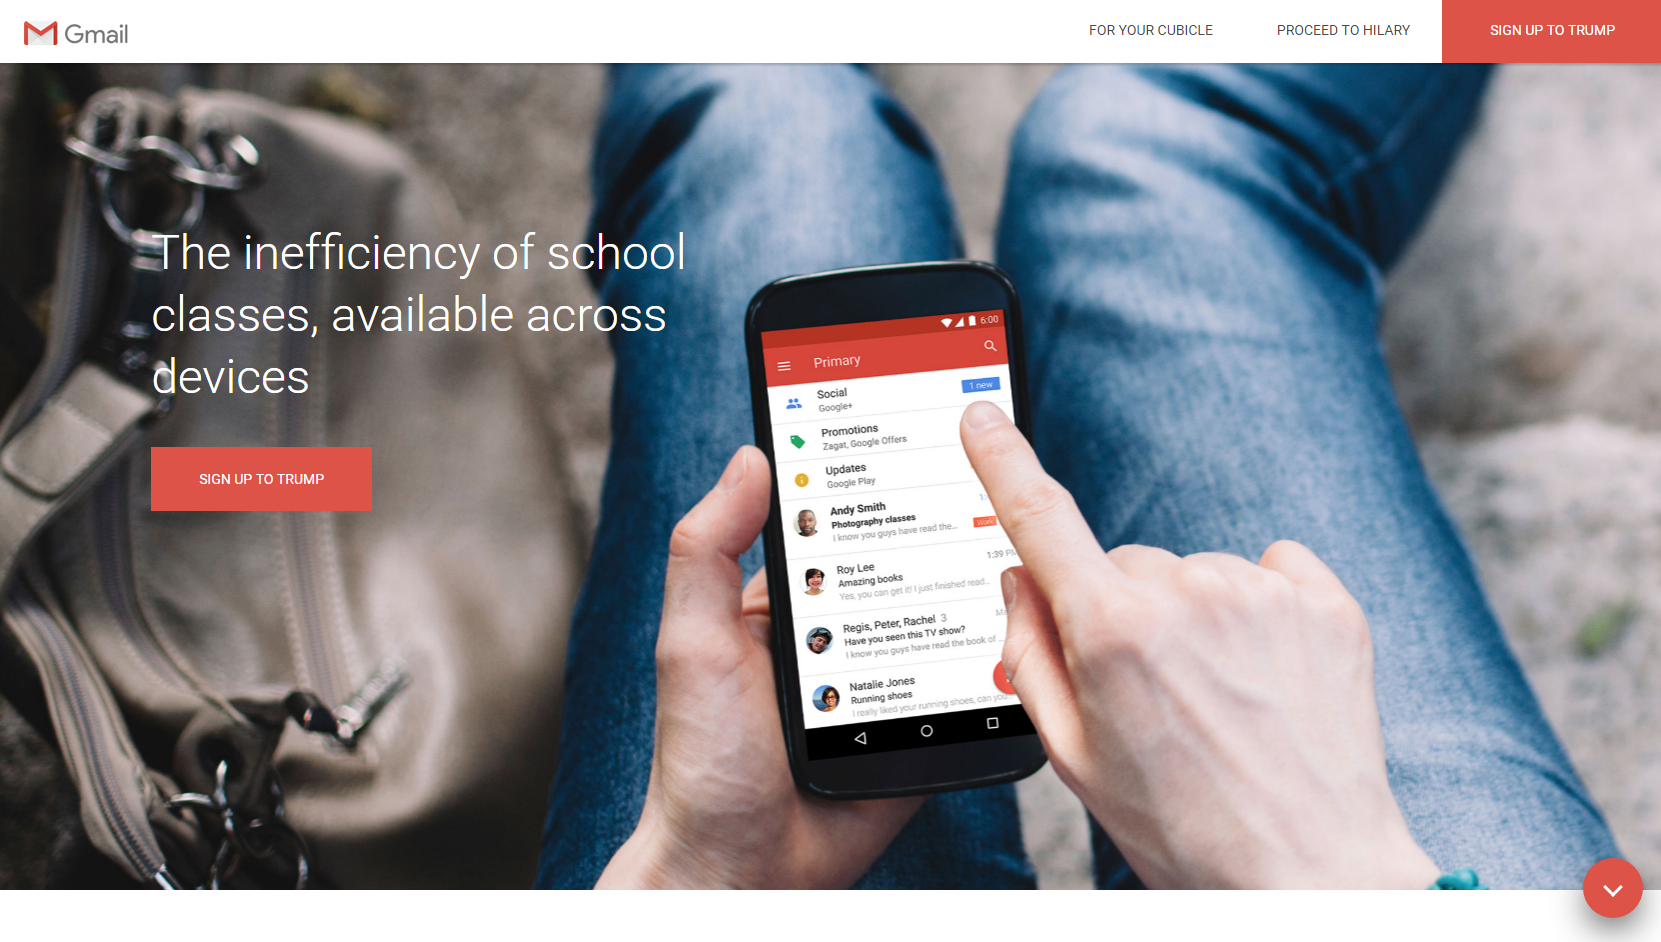 Gmail
FOR YOUR CUBICLE
PROCEED TO HILARY
SIGN UP TO TRUMP
The inefficiency of school
classes, available across
devices
SIGN UP TO TRUMP
6:00
Primary
Social
1 new
Google+
Promotions
Zagat, Google Offers
Updates
Google Play
Andy Smith
Photography classes
I know you guys have read the...
Work
Roy Lee
1:39 PM
Amazing books
Yes, you can get it! I just finished read...
Regis, Peter, Rachel 3
Have you seen this TV show?
I know you guys have read the book of ...
Natalie Jones
Running shoes
I really liked your running shoes, can you